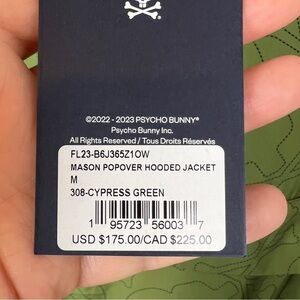 ©2022 - 2023 PSYCHO BUNNY®
Psycho Bunny Inc.
All Rights Reserved / Tous Droits Réservés
FL23-B6J365Z1OW
MASON POPOVER HOODED JACKET
M
308-CYPRESS GREEN
1 95723 56003 7
USD $175.00/CAD $225.00